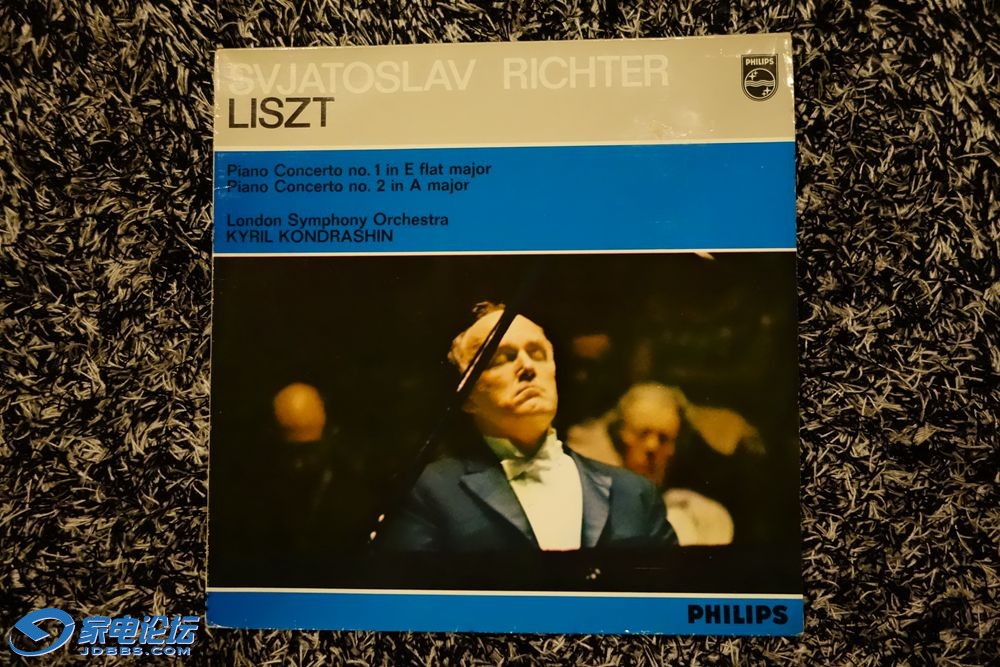 SVJATOSLAV RICHTER
PHILIPS
LISZT
Piano Concerto no. 1 in E flat major
Piano Concerto no. 2 in A major
London Symphony Orchestra
KYRIL KONDRASHIN
PHILIPS
家电论坛
JDBBS.COM